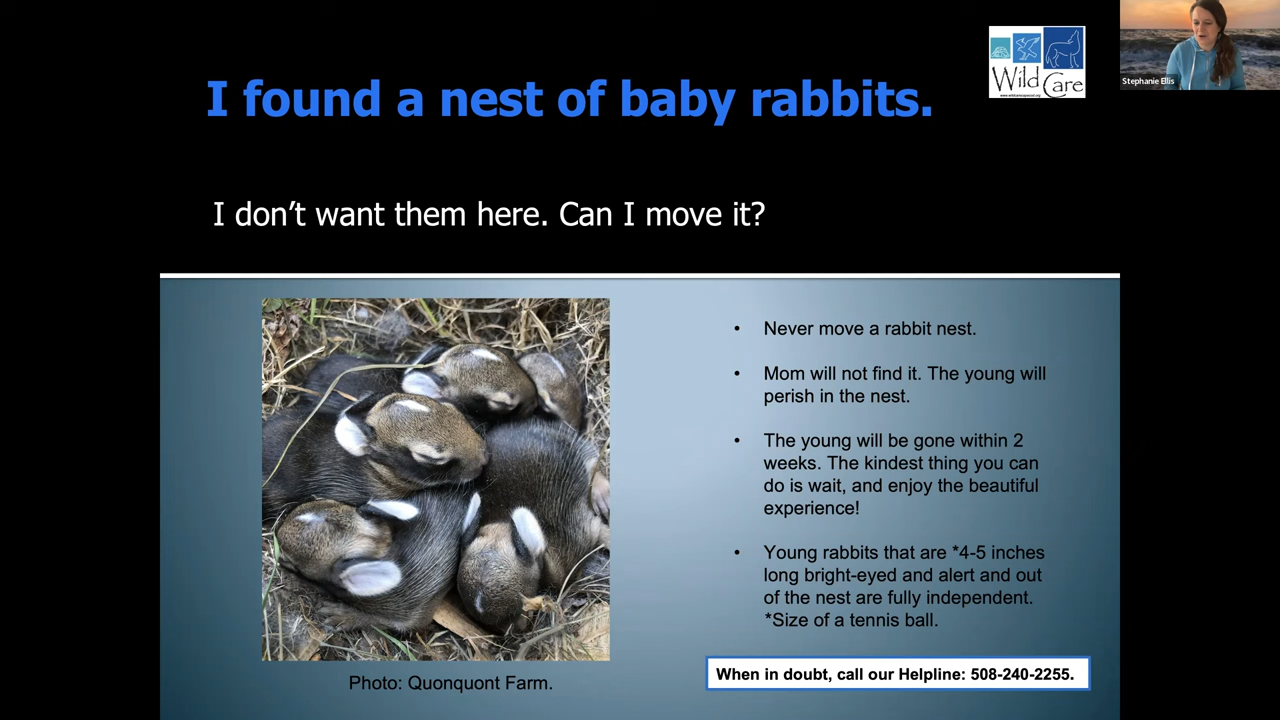 I found a nest of baby rabbits.
Wild Care
Stephanie Ellis
I don’t want them here. Can I move it?
• Never move a rabbit nest.
• Mom will not find it. The young will
perish in the nest.
• The young will be gone within 2
weeks. The kindest thing you can
do is wait, and enjoy the beautiful
experience!
• Young rabbits that are *4-5 inches
long bright-eyed and alert and out
of the nest are fully independent.
*Size of a tennis ball.
When in doubt, call our Helpline: 508-240-2255.
Photo: Quonquont Farm.